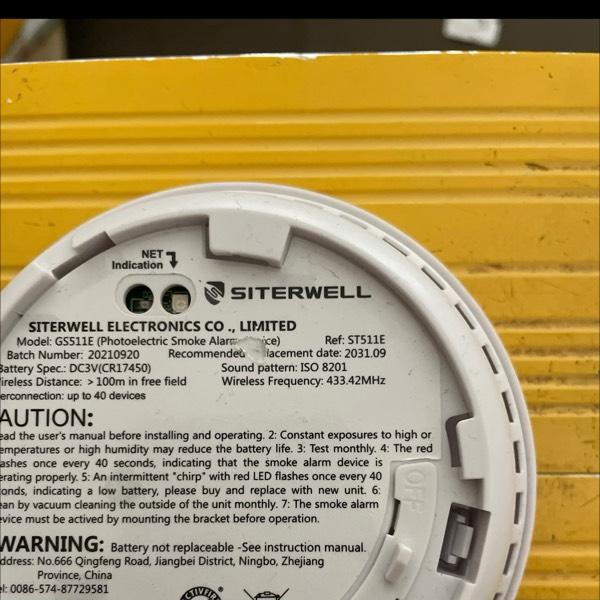 NET
Indication
SITERWELL
SITERWELL ELECTRONICS CO ., LIMITED
Model: GS511E (Photoelectric Smoke Alarm Ref: ST511E
Batch Number: 20210920 Recommended date: 2031.09
Battery Spec.: DC3V(CR17450) Sound pattern: ISO 8201
ireless Distance: > 100m in free field Wireless Frequency: 433.42MHz
erconnection: up to 40 devices
AUTION:
ead the user's manual before installing and operating. 2: Constant exposures to high or
emperatures or high humidity may reduce the battery life. 3: Test monthly. 4: The red
ashes once every 40 seconds, indicating that the smoke alarm device is
erating properly. 5: An intermittent "chirp" with red LED flashes once every 40
onds, indicating a low battery, please buy and replace with new unit. 6:
ean by vacuum cleaning the outside of the unit monthly. 7: The smoke alarm
evice must be actived by mounting the bracket before operation.
OFF
WARNING: Battery not replaceable -See instruction manual.
ddress: No.666 Qingfeng Road, Jiangbei District, Ningbo, Zhejiang
Province, China
el: 0086-574-87729581